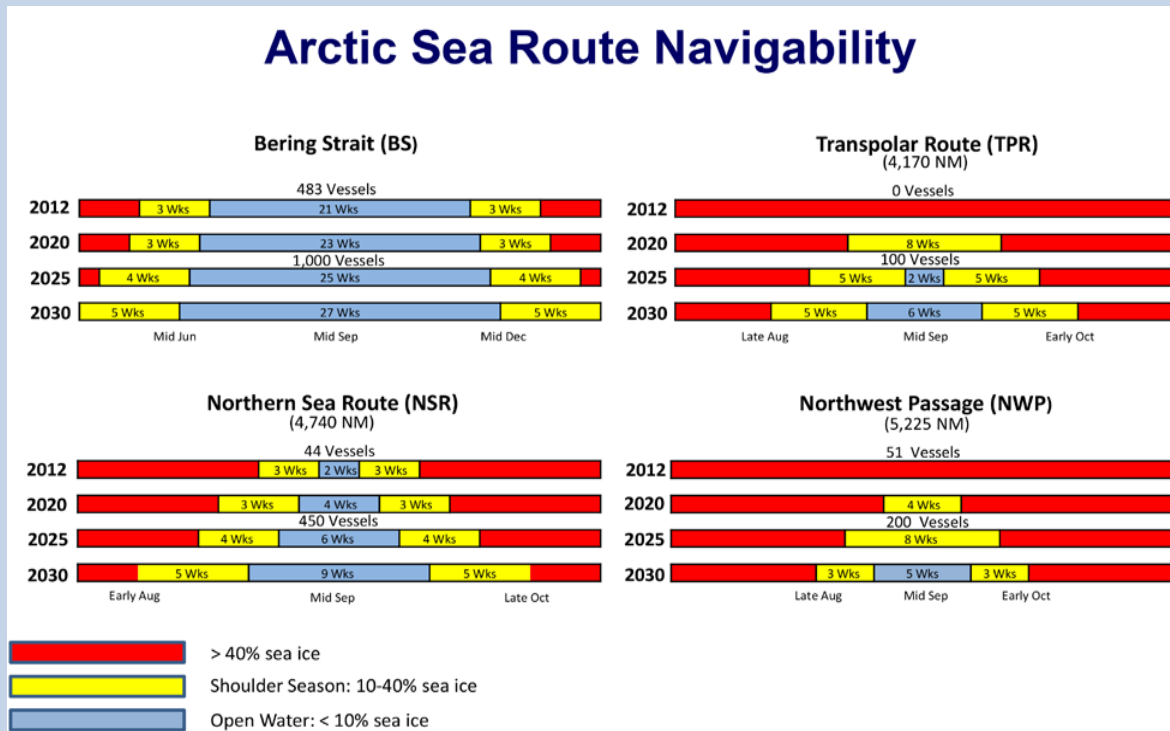 Arctic Sea Route Navigability
Bering Strait (BS)
483 Vessels
2012 3 Wks 21 Wks 3 Wks
2020 3 Wks 23 Wks 3 Wks
1,000 Vessels
2025 4 Wks 25 Wks 4 Wks
2030 5 Wks 27 Wks 5 Wks
Mid Jun Mid Sep Mid Dec
Transpolar Route (TPR)
(4,170 NM)
0 Vessels
2012
2020 8 Wks
100 Vessels
2025 5 Wks 2 Wks 5 Wks
2030 5 Wks 6 Wks 5 Wks
Late Aug Mid Sep Early Oct
Northern Sea Route (NSR)
(4,740 NM)
44 Vessels
2012 3 Wks 2 Wks 3 Wks
2020 3 Wks 4 Wks 3 Wks
450 Vessels
2025 4 Wks 6 Wks 4 Wks
2030 5 Wks 9 Wks 5 Wks
Early Aug Mid Sep Late Oct
Northwest Passage (NWP)
(5,225 NM)
51 Vessels
2012
2020 4 Wks
200 Vessels
2025 8 Wks
2030 3 Wks 5 Wks 3 Wks
Late Aug Mid Sep Early Oct
> 40% sea ice
Shoulder Season: 10-40% sea ice
Open Water: < 10% sea ice